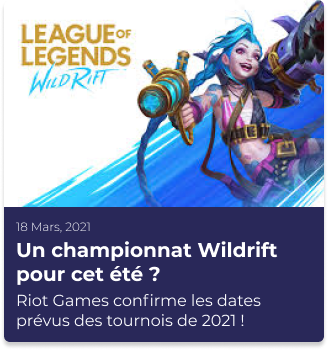 LEAGUE OF
LEGENDS
WILD RIFT
18 Mars, 2021
Un championnat Wildrift
pour cet été ?
Riot Games confirme les dates
prévus des tournois de 2021 !